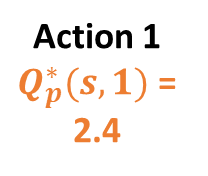 Action 1
Q*p(s, 1) =
2.4